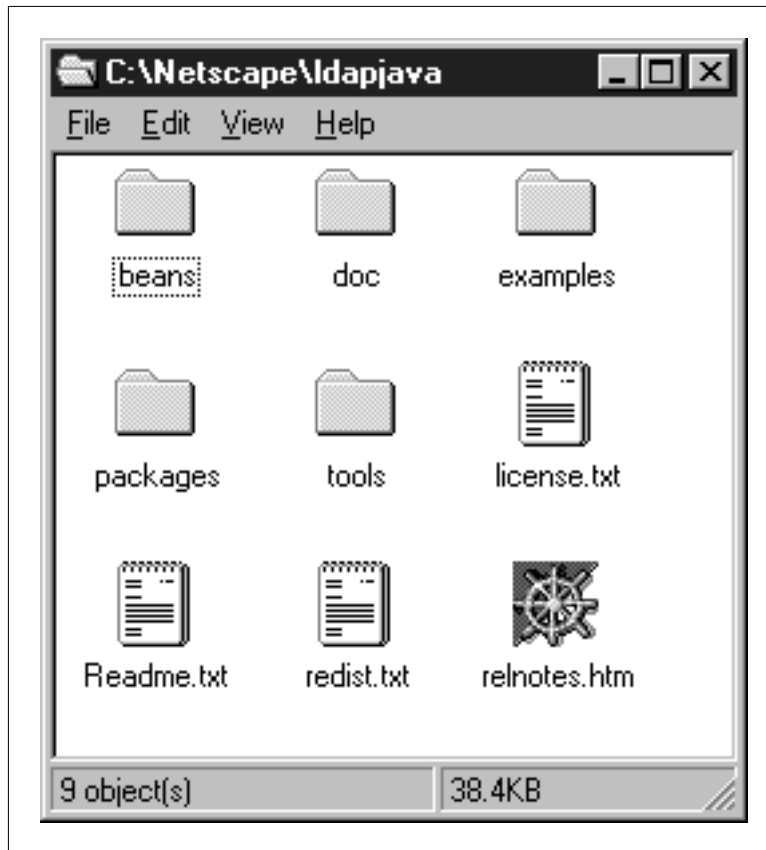 C:\Netscape\ldapjava
File Edit View Help
beans doc examples
packages tools license.txt
Readme.txt redist.txt relnotes.htm
9 object(s) 38.4KB